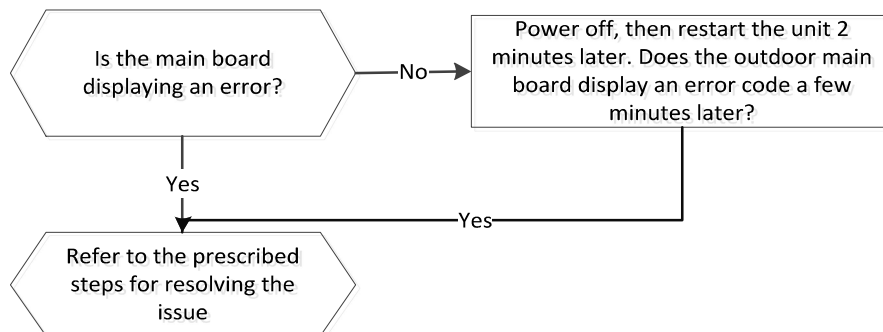 Is the main board
displaying an error?
No
Power off, then restart the unit 2
minutes later. Does the outdoor main
board display an error code a few
minutes later?
Yes
Yes
Refer to the prescribed
steps for resolving the
issue